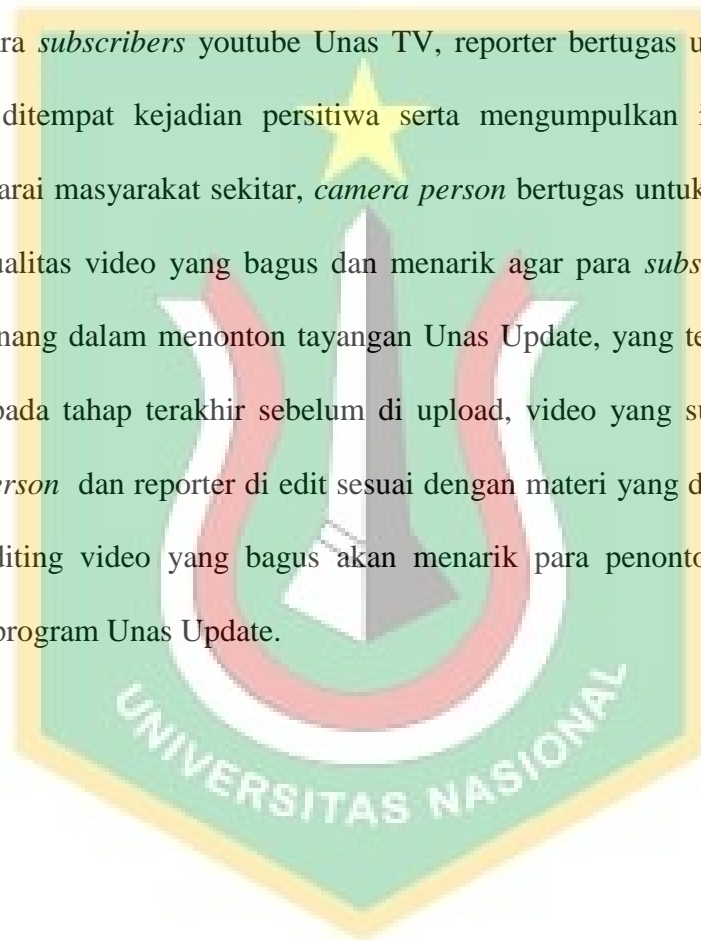 ara subscribers youtube Unas TV, reporter bertugas u
ditempat kejadian persitiwa serta mengumpulkan i
arai masyarakat sekitar, camera person bertugas untuk
ualitas video yang bagus dan menarik agar para subs
nang dalam menonton tayangan Unas Update, yang te
pada tahap terakhir sebelum di upload, video yang su
erson dan reporter di edit sesuai dengan materi yang d
diting video yang bagus akan menarik para penonto
program Unas Update.
UNIVERSITAS NASIONAL